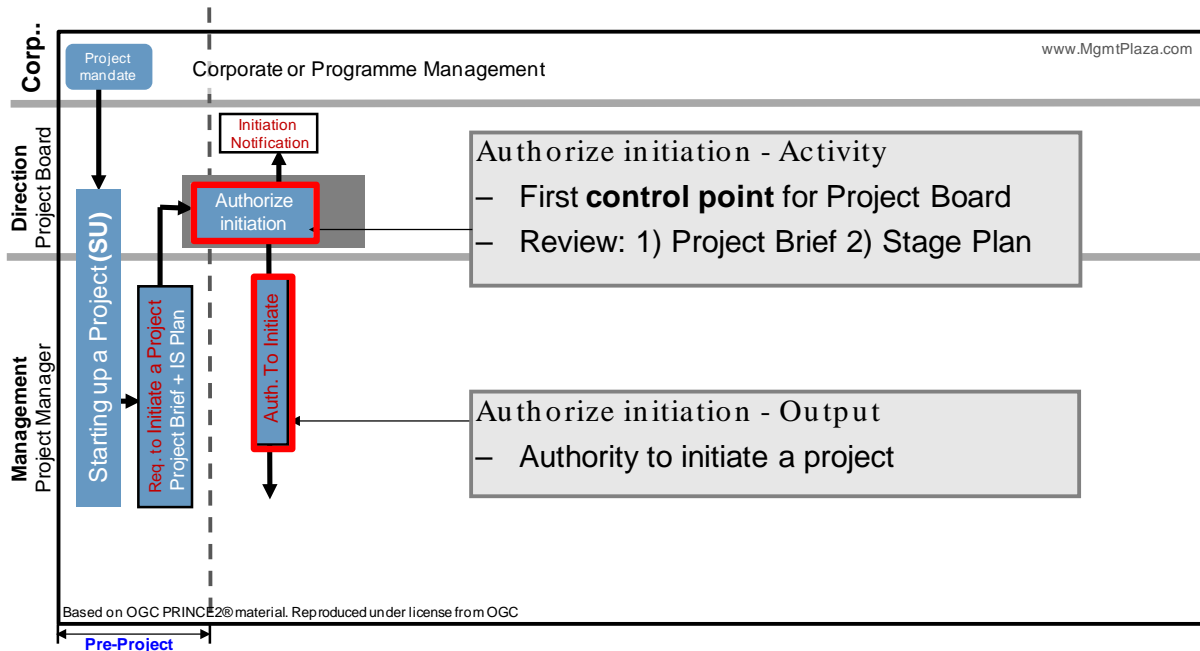 Corp..
Project
mandate
Corporate or Programme Management
www.MgmtPlaza.com
Direction
Project Board
Initiation
Notification
Authorize
initiation
Authorize initiation - Activity
– First control point for Project Board
– Review: 1) Project Brief 2) Stage Plan
Management
Project Manager
Starting up a Project (SU)
Req. to Initiate a Project
Project Brief + IS Plan
Auth. To Initiate
Authorize initiation - Output
– Authority to initiate a project
Based on OGC PRINCE2® material. Reproduced under license from OGC
Pre-Project